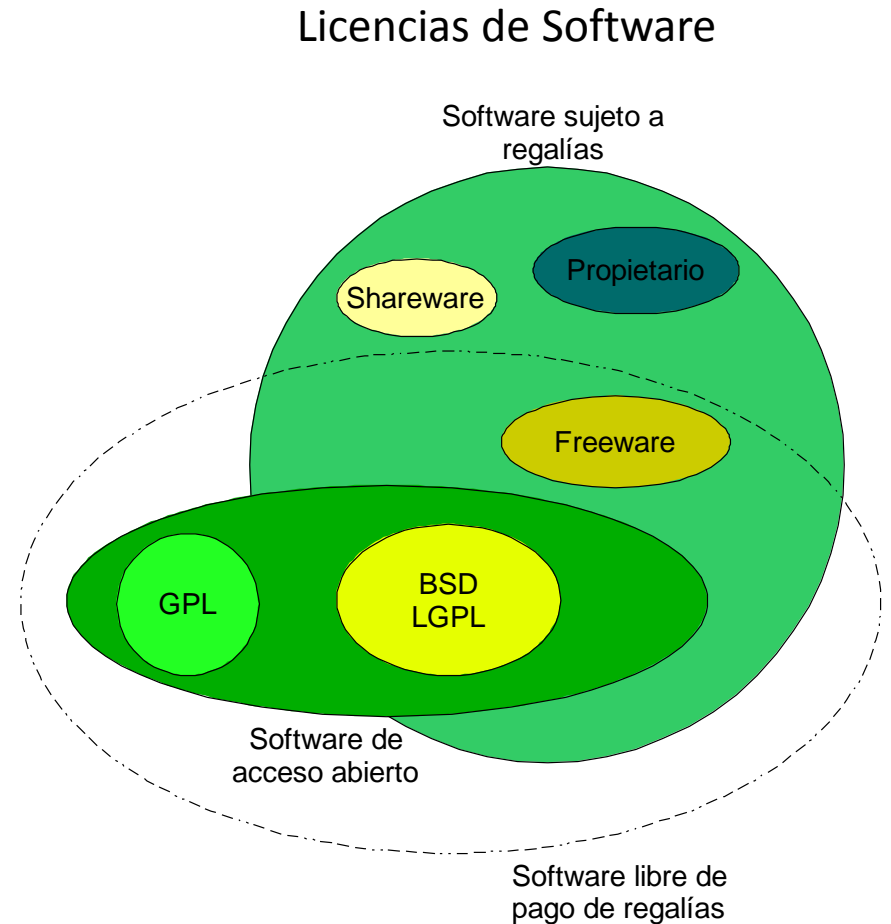 Licencias de Software
Software sujeto a
regalías
Propietario
Shareware
Freeware
BSD
GPL
LGPL
Software de
acceso abierto
Software libre de
pago de regalías